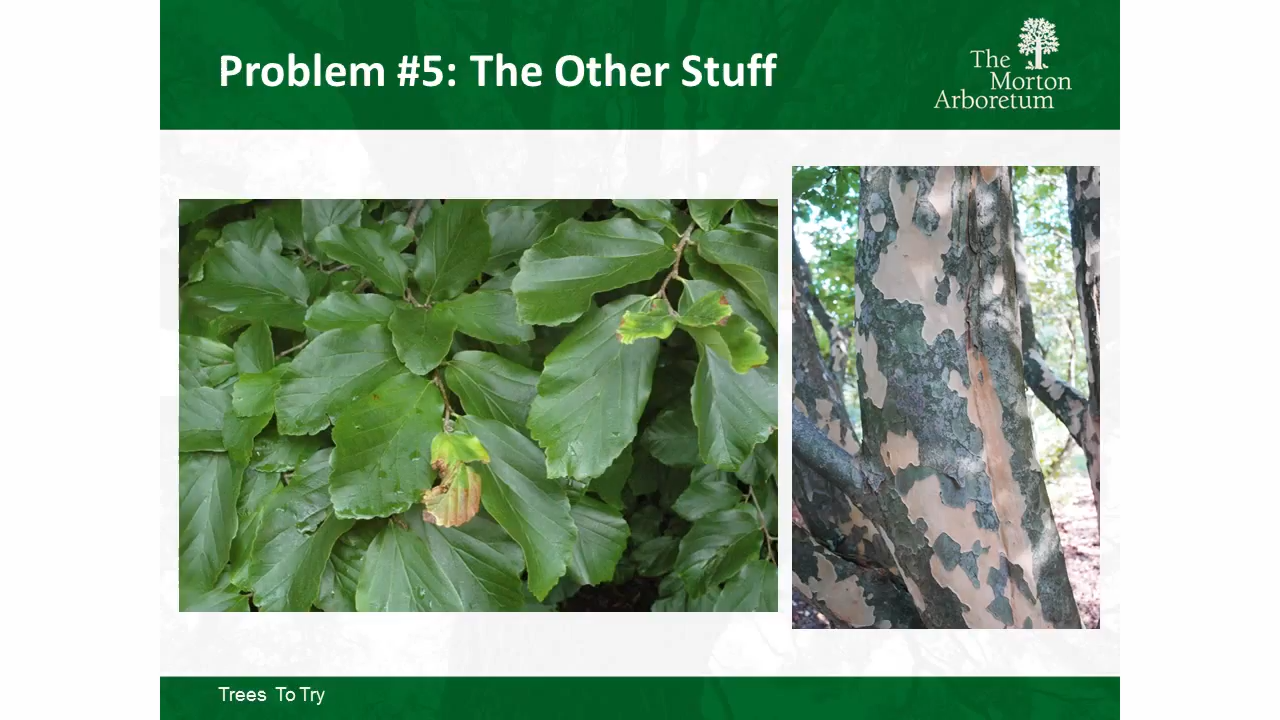 Problem #5: The Other Stuff
The
Morton
Arboretum
Trees To Try